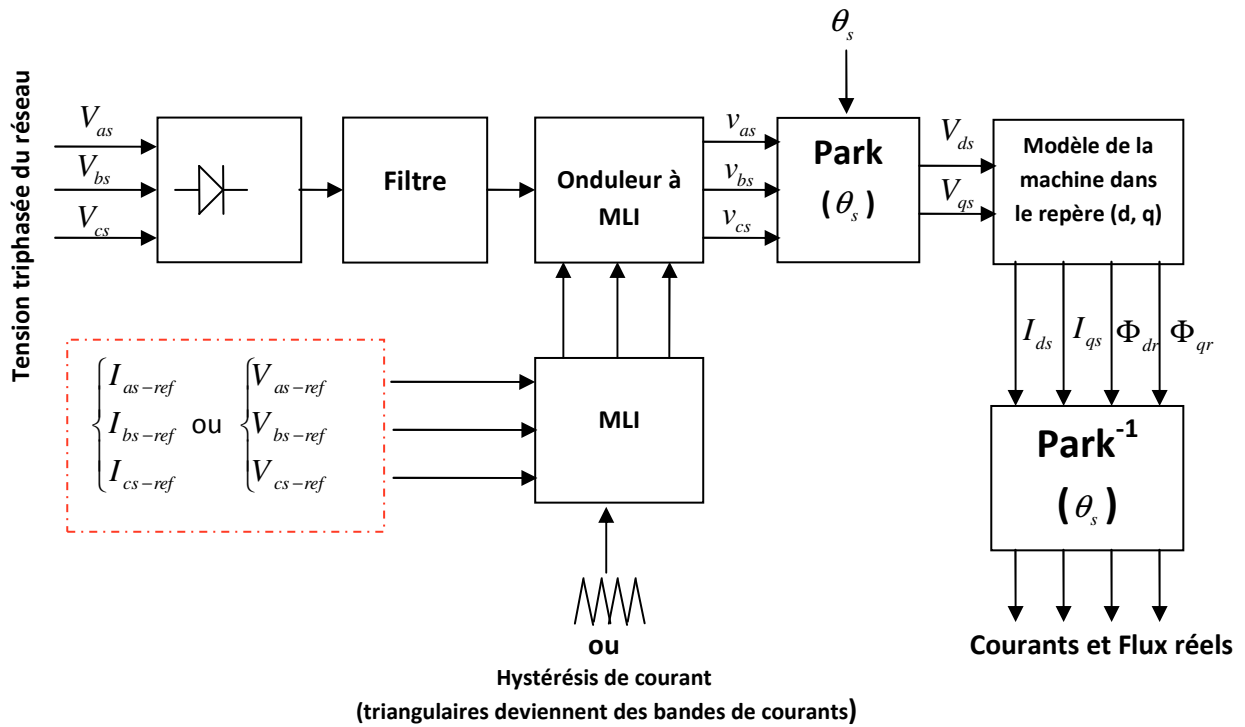 θ_s
Tension triphasée du réseau
V_as
V_bs
V_cs
Filtre
Onduleur à
MLI
v_as
v_bs
v_cs
Park
(θ_s)
V_ds
V_qs
Modèle de la
machine dans
le repère (d, q)
I_ds I_qs Φ_dr Φ_qr
I_as-ref
I_bs-ref
I_cs-ref
ou
V_as-ref
V_bs-ref
V_cs-ref
MLI
Park^-1
(θ_s)
ou
Hystérésis de courant
(triangulaires deviennent des bandes de courants)
Courants et Flux réels